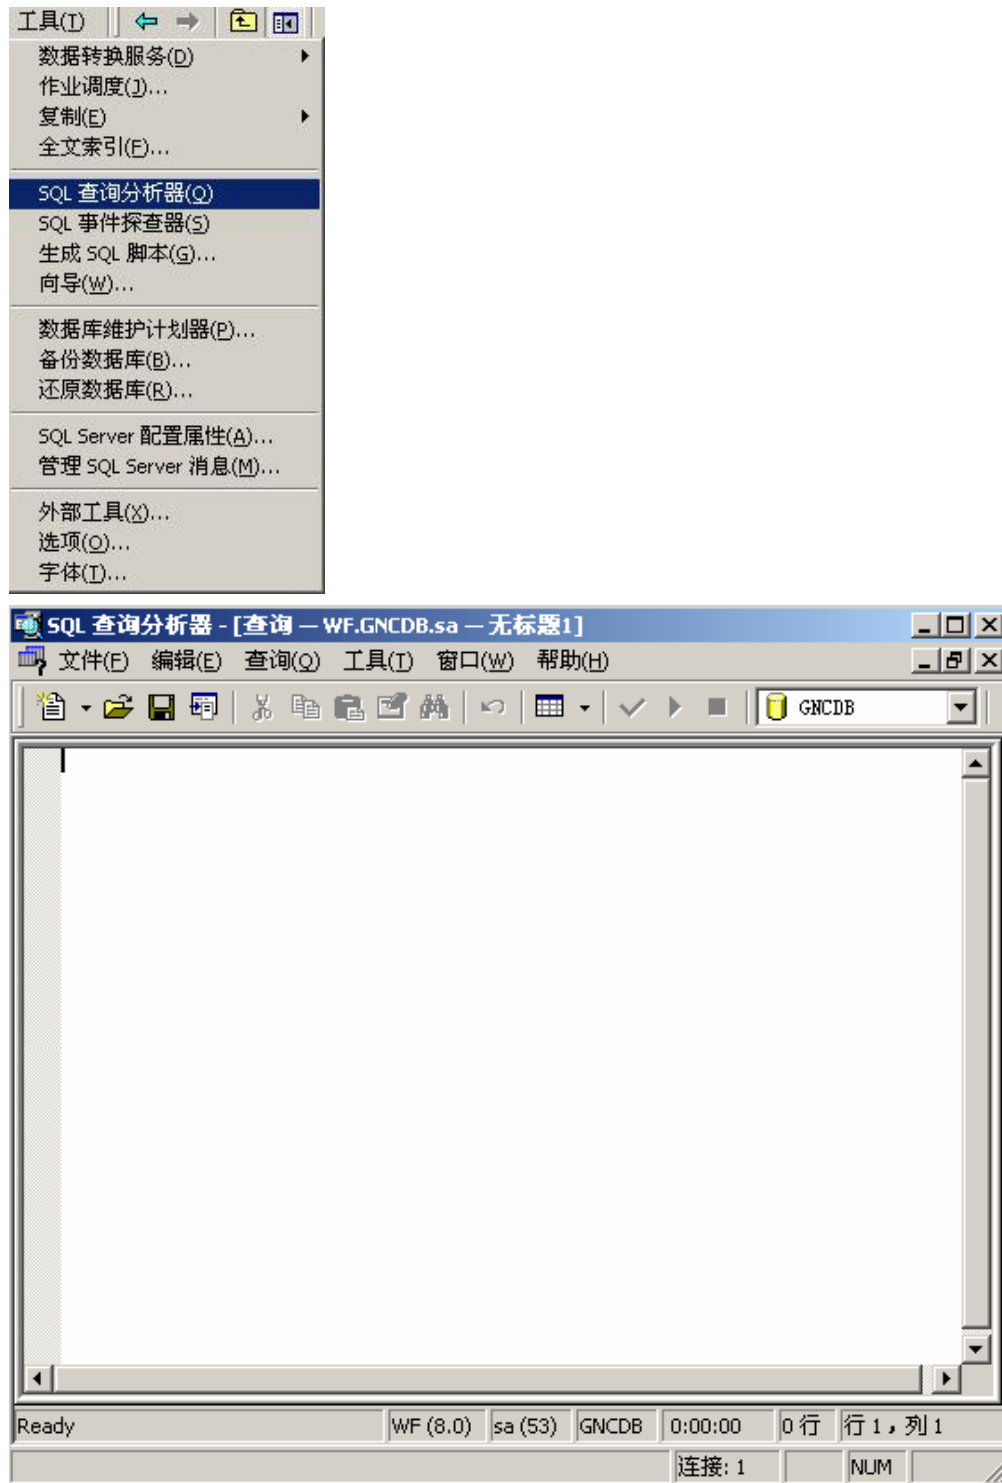 工具(T)
数据转换服务(D)
作业调度(J)...
复制(E)
全文索引(F)...
SQL 查询分析器(Q)
SQL 事件探查器(S)
生成 SQL 脚本(G)...
向导(W)...
数据库维护计划器(P)...
备份数据库(B)...
还原数据库(R)...
SQL Server 配置属性(A)...
管理 SQL Server 消息(M)...
外部工具(X)...
选项(O)...
字体(T)...
SQL 查询分析器 - [查询 — WF.GNCDB.sa — 无标题1]
文件(F) 编辑(E) 查询(Q) 工具(T) 窗口(W) 帮助(H)
GNCDB
Ready WF (8.0) sa (53) GNCDB 0:00:00 0 行 行 1，列 1
连接: 1 NUM